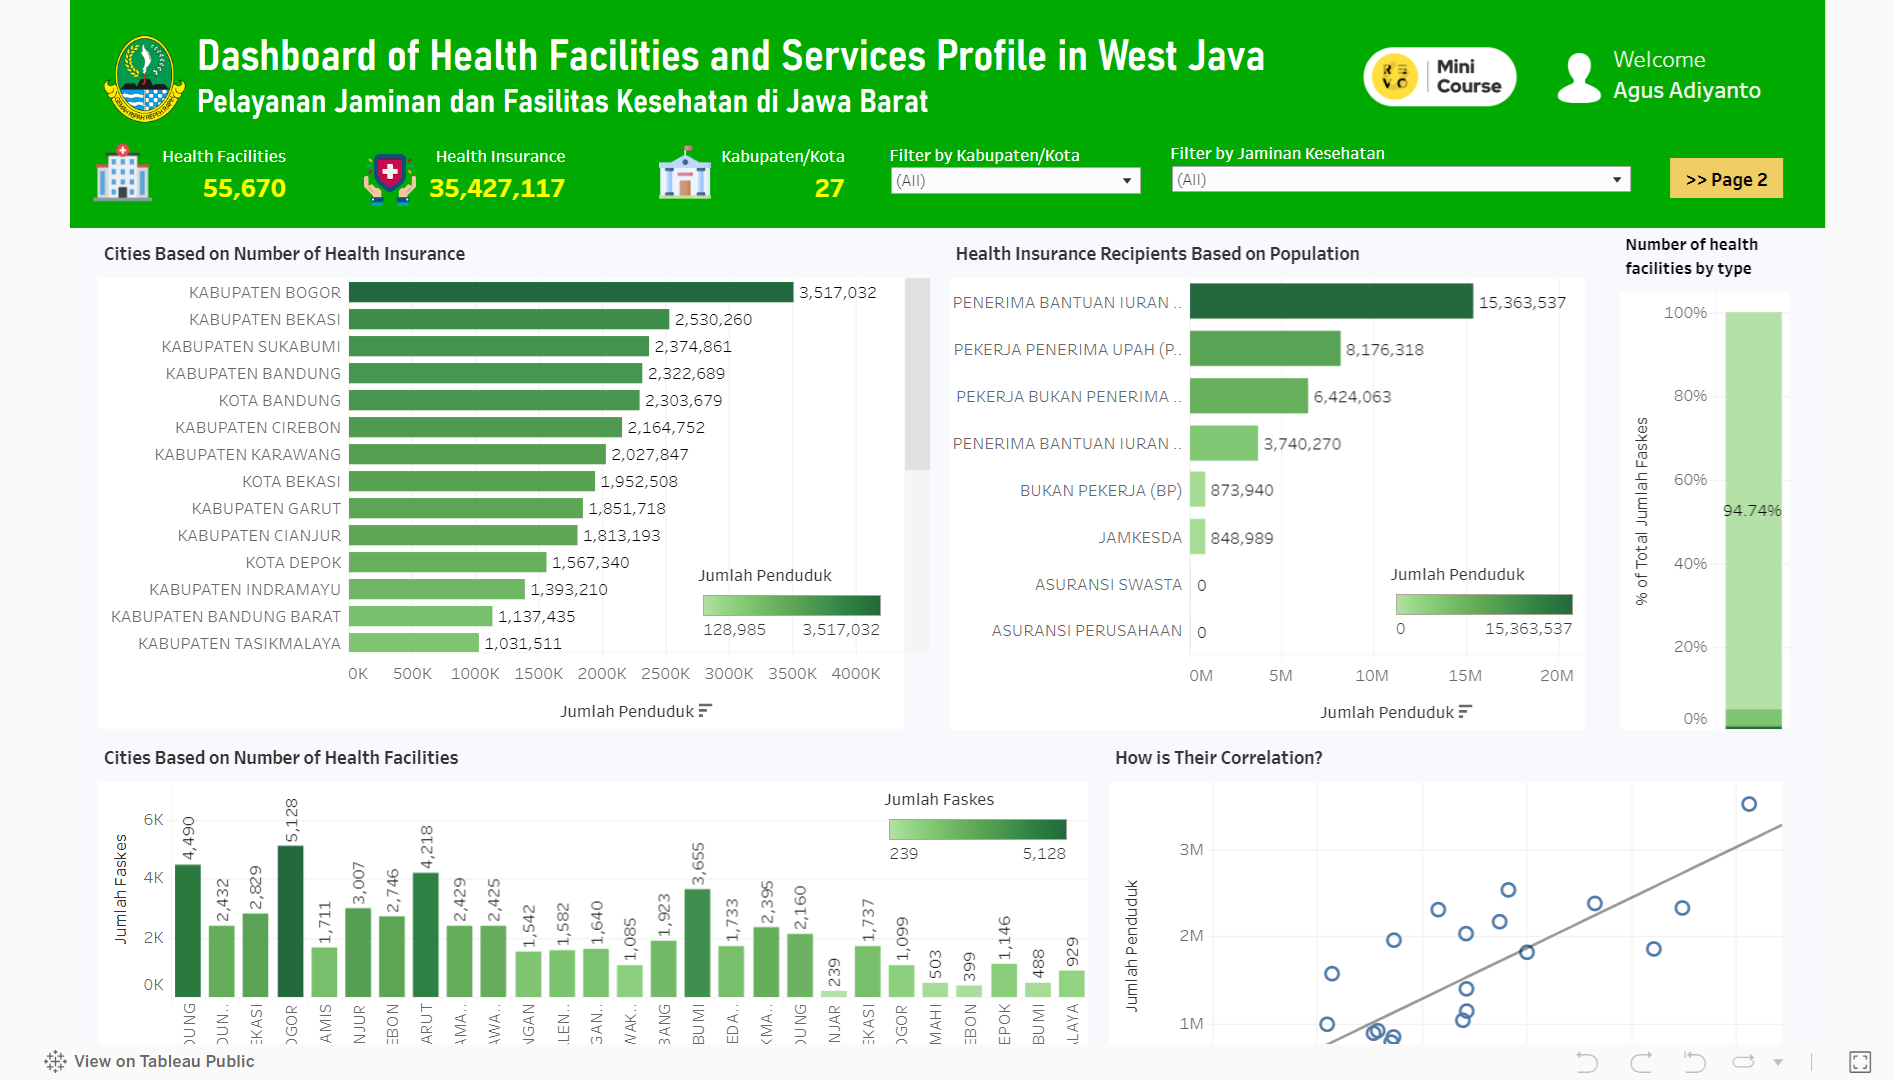 Dashboard of Health Facilities and Services Profile in West Java
Pelayanan Jaminan dan Fasilitas Kesehatan di Jawa Barat
Mini
Course
Welcome
Agus Adiyanto
Health Facilities
55,670
Health Insurance
35,427,117
Kabupaten/Kota
27
Filter by Kabupaten/Kota
(All)
Filter by Jaminan Kesehatan
(All)
>> Page 2
Cities Based on Number of Health Insurance
KABUPATEN BOGOR 3,517,032
KABUPATEN BEKASI 2,530,260
KABUPATEN SUKABUMI 2,374,861
KABUPATEN BANDUNG 2,322,689
KOTA BANDUNG 2,303,679
KABUPATEN CIREBON 2,164,752
KABUPATEN KARAWANG 2,027,847
KOTA BEKASI 1,952,508
KABUPATEN GARUT 1,851,718
KABUPATEN CIANJUR 1,813,193
KOTA DEPOK 1,567,340
KABUPATEN INDRAMAYU 1,393,210
KABUPATEN BANDUNG BARAT 1,137,435
KABUPATEN TASIKMALAYA 1,031,511
Jumlah Penduduk
128,985 3,517,032
0K 500K 1000K 1500K 2000K 2500K 3000K 3500K 4000K
Jumlah Penduduk
Health Insurance Recipients Based on Population
PENERIMA BANTUAN IURAN .. 15,363,537
PEKERJA PENERIMA UPAH (P.. 8,176,318
PEKERJA BUKAN PENERIMA .. 6,424,063
PENERIMA BANTUAN IURAN .. 3,740,270
BUKAN PEKERJA (BP) 873,940
JAMKESDA 848,989
ASURANSI SWASTA 0
ASURANSI PERUSAHAAN 0
Jumlah Penduduk
0 15,363,537
0M 5M 10M 15M 20M
Jumlah Penduduk
Number of health
facilities by type
% of Total Jumlah Faskes
100%
80%
60%
94.74%
40%
20%
0%
Cities Based on Number of Health Facilities
Jumlah Faskes
6K
4K
2K
0K
4,490 2,432 2,829 5,128 1,711 3,007 2,746 4,218 2,429 2,425 1,542 1,582 1,640 1,085 1,923 3,655 1,733 2,395 2,160 239 1,737 1,099 503 399 1,146 488 929
DUNG DUN.. EKASI OGOR AMIS NJUR EBON ARUT AMA.. AWA.. NGAN LEN.. GAN.. WAK.. BANG BUMI EDA.. KMA.. DUNG NJAR EKASI OGOR MAHI EBON EPOK BUMI LAYA
Jumlah Faskes
239 5,128
How is Their Correlation?
Jumlah Penduduk
3M
2M
1M
View on Tableau Public